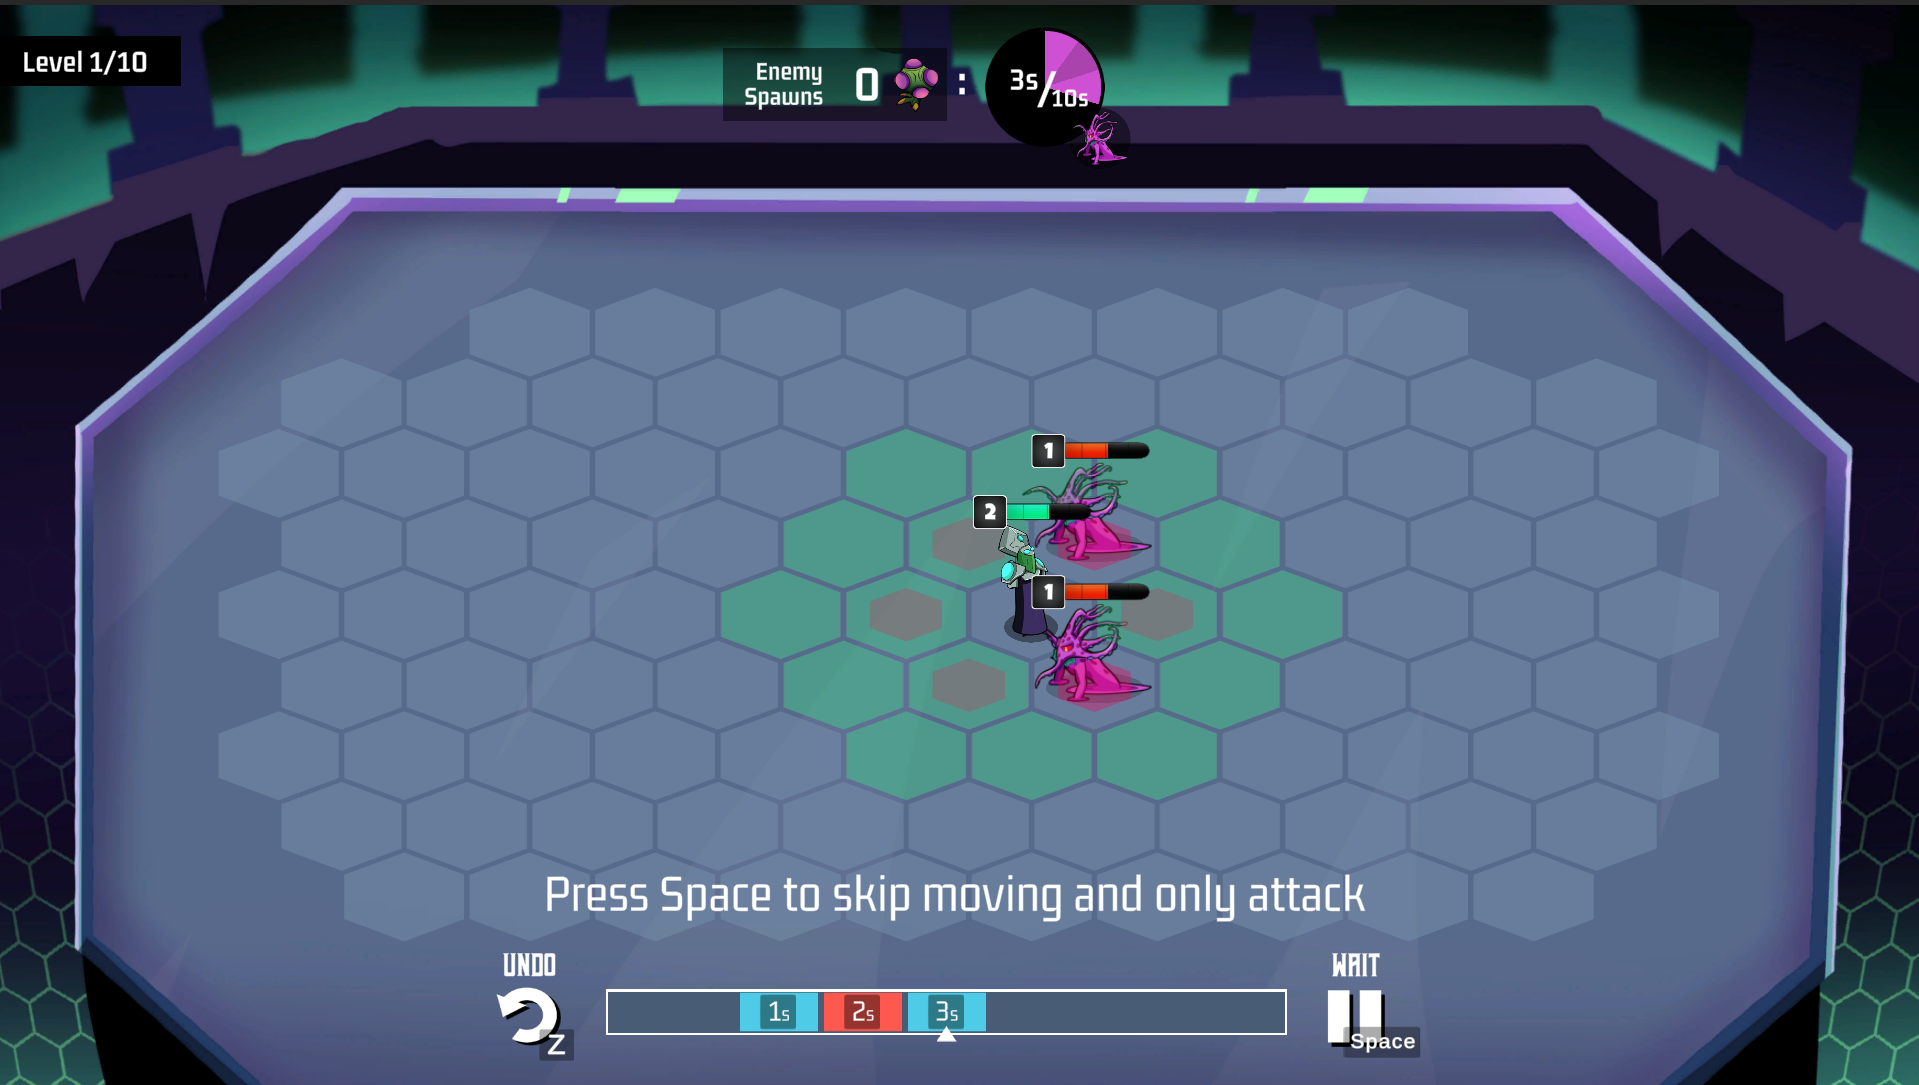 Level 1/10
Enemy
Spawns
0
:
3s/10s
1
2
1
Press Space to skip moving and only attack
UNDO
Z
1s
2s
3s
WAIT
Space